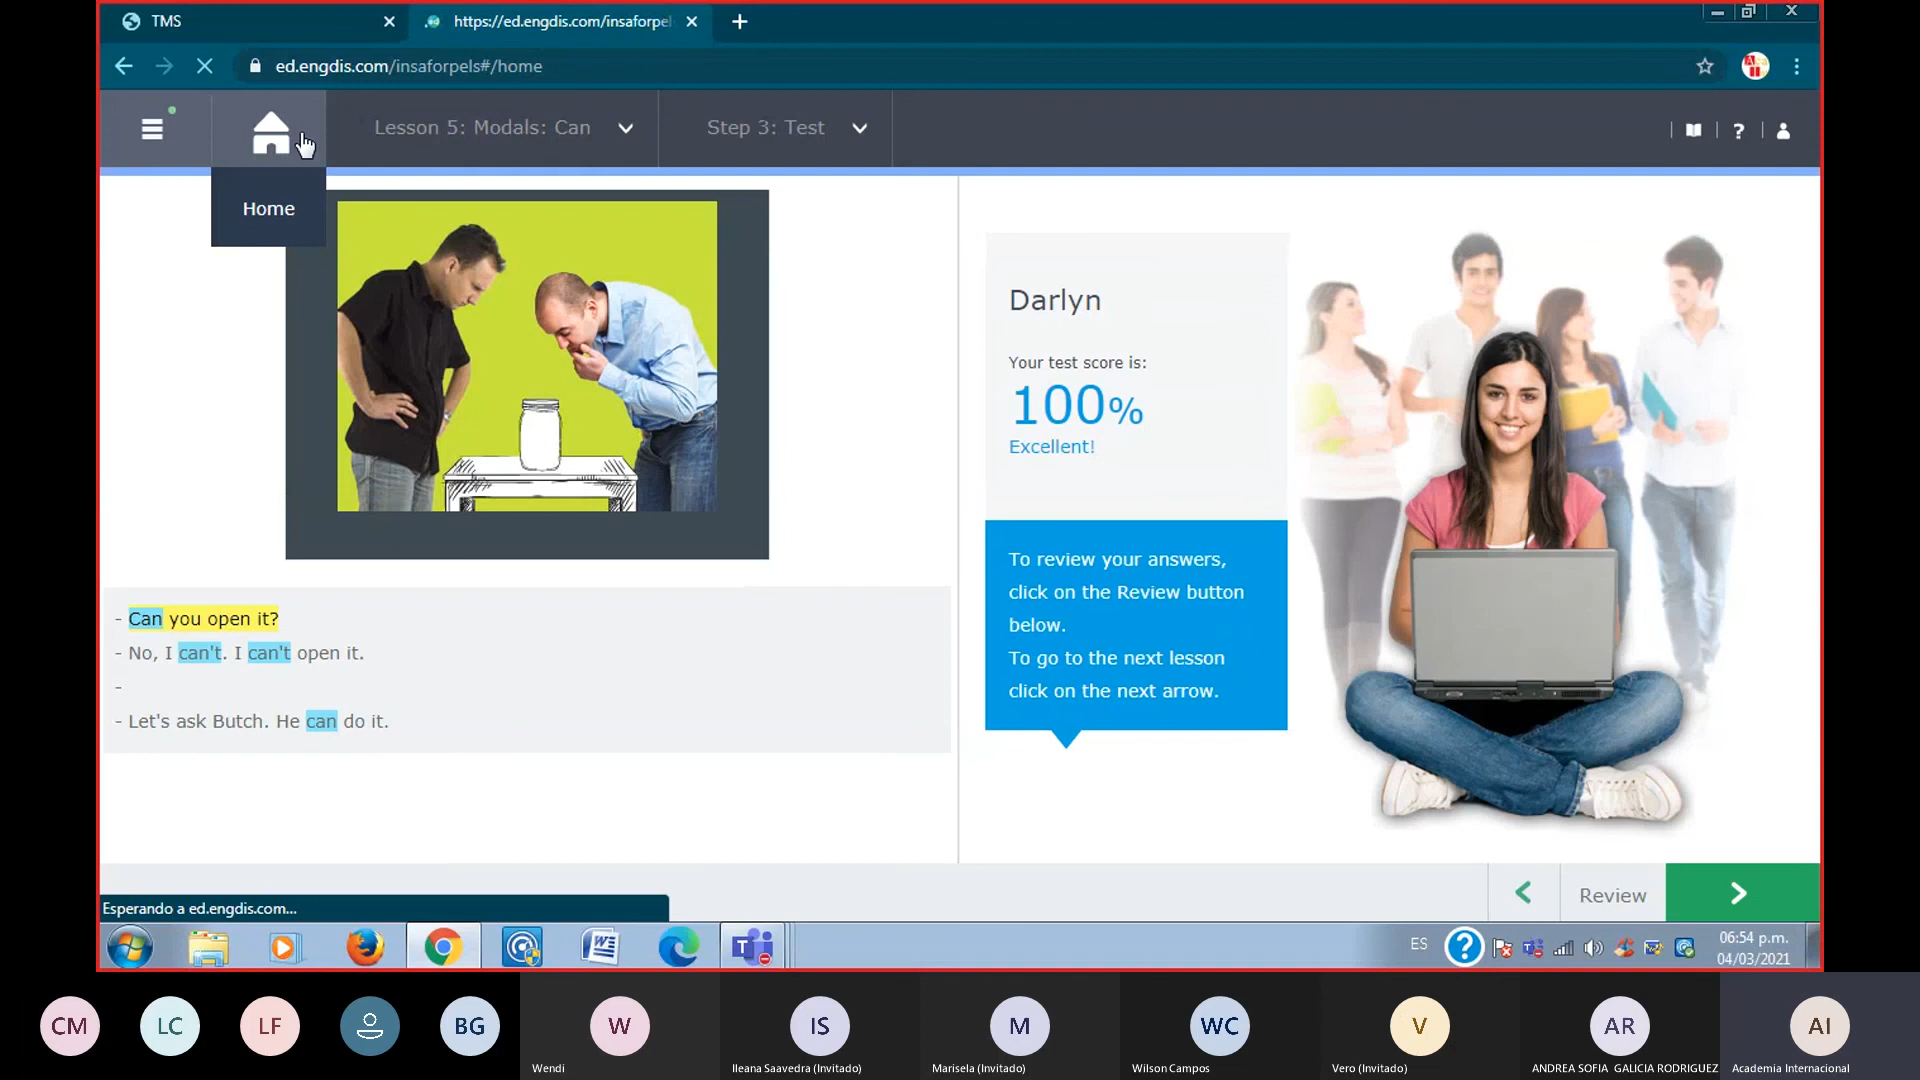 TMS
https://ed.engdis.com/insaforpel
ed.engdis.com/insaforpels#/home
Lesson 5: Modals: Can
Step 3: Test
?
Home
Darlyn
Your test score is:
100%
Excellent!
To review your answers,
click on the Review button
below.
To go to the next lesson
click on the next arrow.
- Can you open it?
- No, I can't. I can't open it.
-
- Let's ask Butch. He can do it.
Review
Esperando a ed.engdis.com...
ES
06:54 p.m.
04/03/2021
CM
LC
LF
BG
W
IS
M
WC
V
AR
AI
Wendi
Ileana Saavedra (Invitado)
Marisela (Invitado)
Wilson Campos
Vero (Invitado)
ANDREA SOFIA GALICIA RODRIGUEZ
Academia Internacional